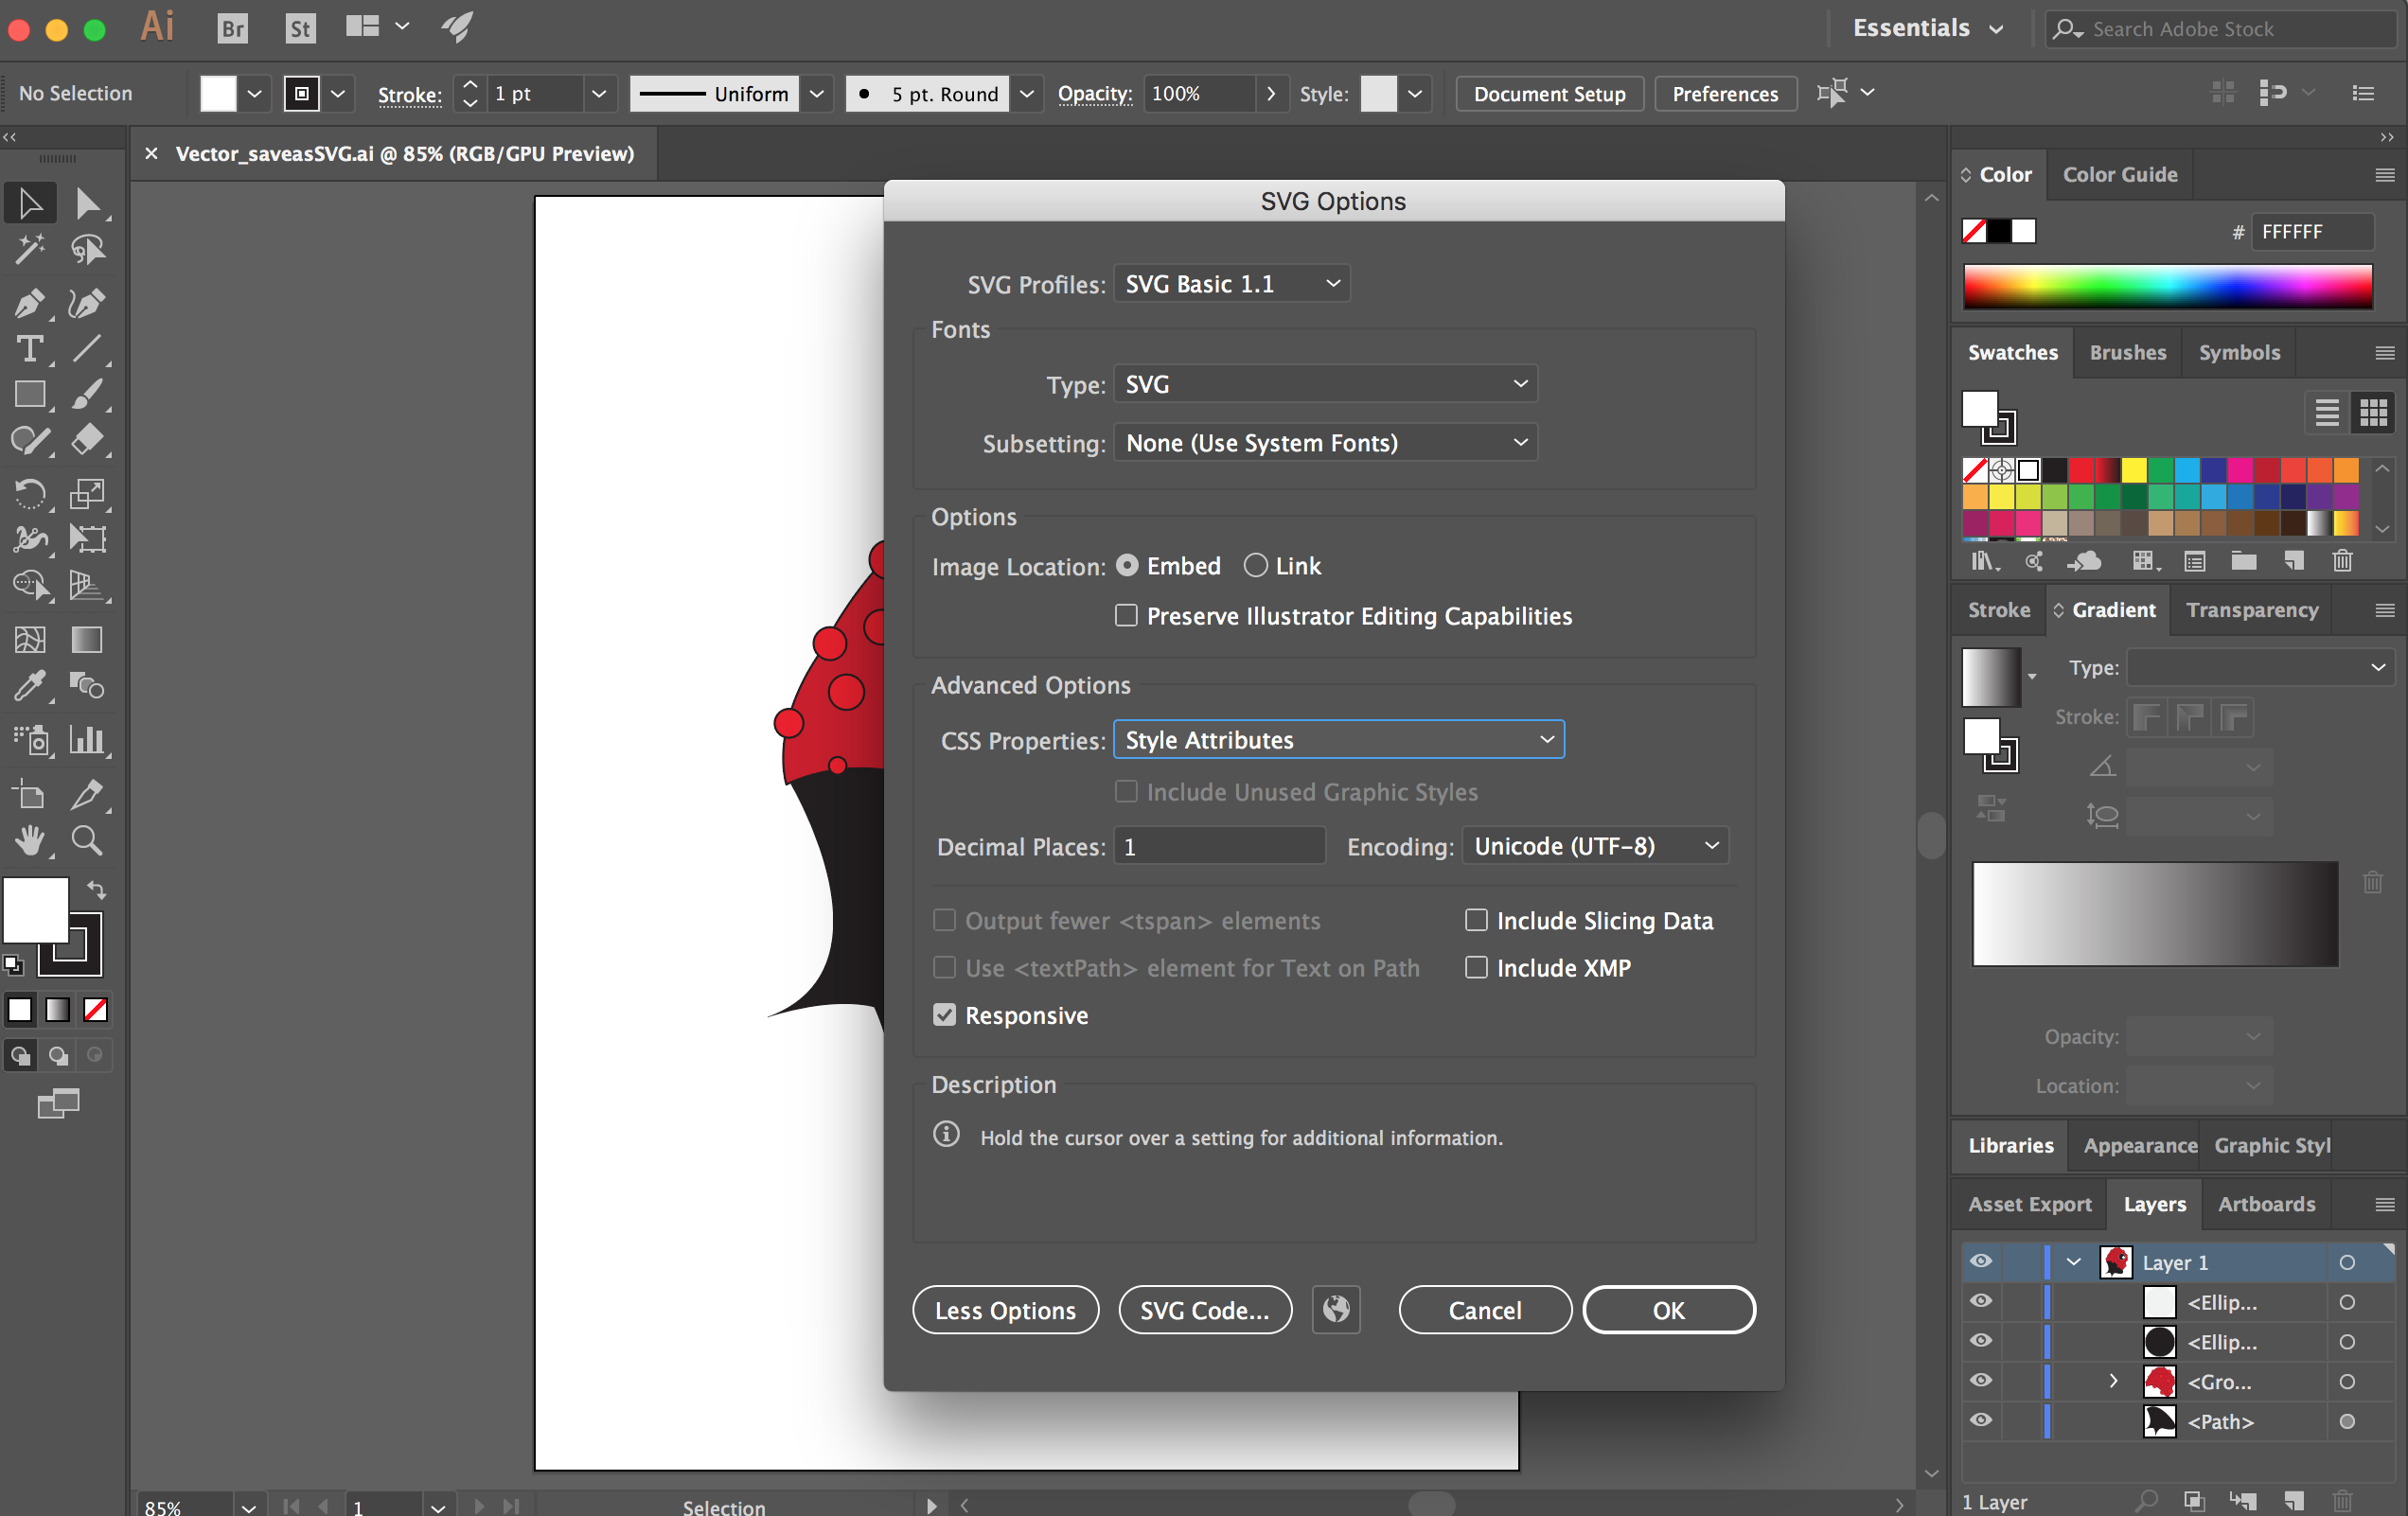 Ai Br St Essentials Search Adobe Stock
No Selection Stroke: 1 pt Uniform 5 pt. Round Opacity: 100% Style: Document Setup Preferences
Vector_saveasSVG.ai @ 85% (RGB/GPU Preview)
SVG Options
SVG Profiles: SVG Basic 1.1
Fonts
Type: SVG
Subsetting: None (Use System Fonts)
Options
Image Location: Embed Link
Preserve Illustrator Editing Capabilities
Advanced Options
CSS Properties: Style Attributes
Include Unused Graphic Styles
Decimal Places: 1 Encoding: Unicode (UTF-8)
Output fewer <tspan> elements Include Slicing Data
Use <textPath> element for Text on Path Include XMP
Responsive
Description
Hold the cursor over a setting for additional information.
Less Options SVG Code... Cancel OK
Color Color Guide
# FFFFFF
Swatches Brushes Symbols
Stroke Gradient Transparency
Type:
Stroke:
Opacity:
Location:
Libraries Appearance Graphic Styl
Asset Export Layers Artboards
Layer 1
<Ellip...
<Ellip...
<Gro...
<Path>
1 Layer
85% 1 Selection